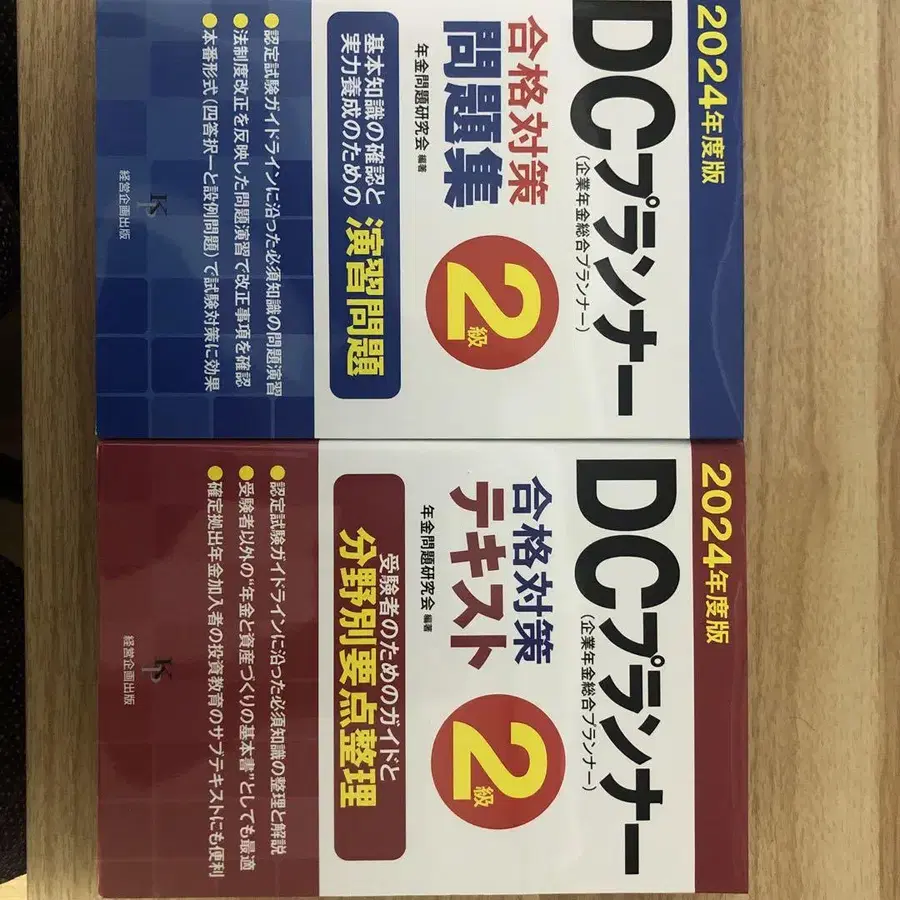 2024年度版
DCプランナー
(企業年金総合プランナー)
合格対策
問題集
2級
年金問題研究会 編著
基本知識の確認と
実力養成のための
演習問題
●認定試験ガイドラインに沿った必須知識の問題演習
●法制度改正を反映した問題演習で改正事項を確認
●本番形式(四答択一と設例問題)で試験対策に効果
経営企画出版
2024年度版
DCプランナー
(企業年金総合プランナー)
合格対策
テキスト
2級
年金問題研究会 編著
受験者のためのガイドと
分野別要点整理
●認定試験ガイドラインに沿った必須知識の整理と解説
●受験者以外の"年金と資産づくりの基本書"としても最適
●確定拠出年金加入者の投資教育のサブテキストにも便利
経営企画出版